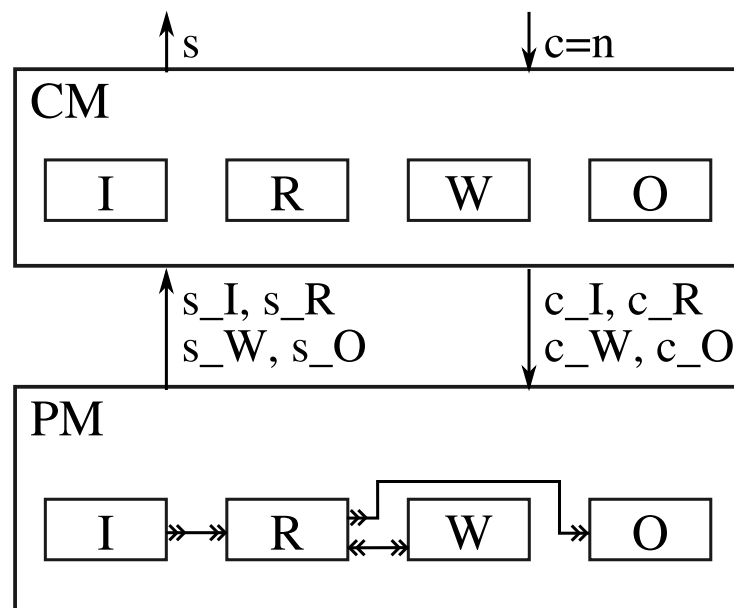 s
c=n
CM
I R W O
s_I, s_R
s_W, s_O
c_I, c_R
c_W, c_O
PM
I R W O